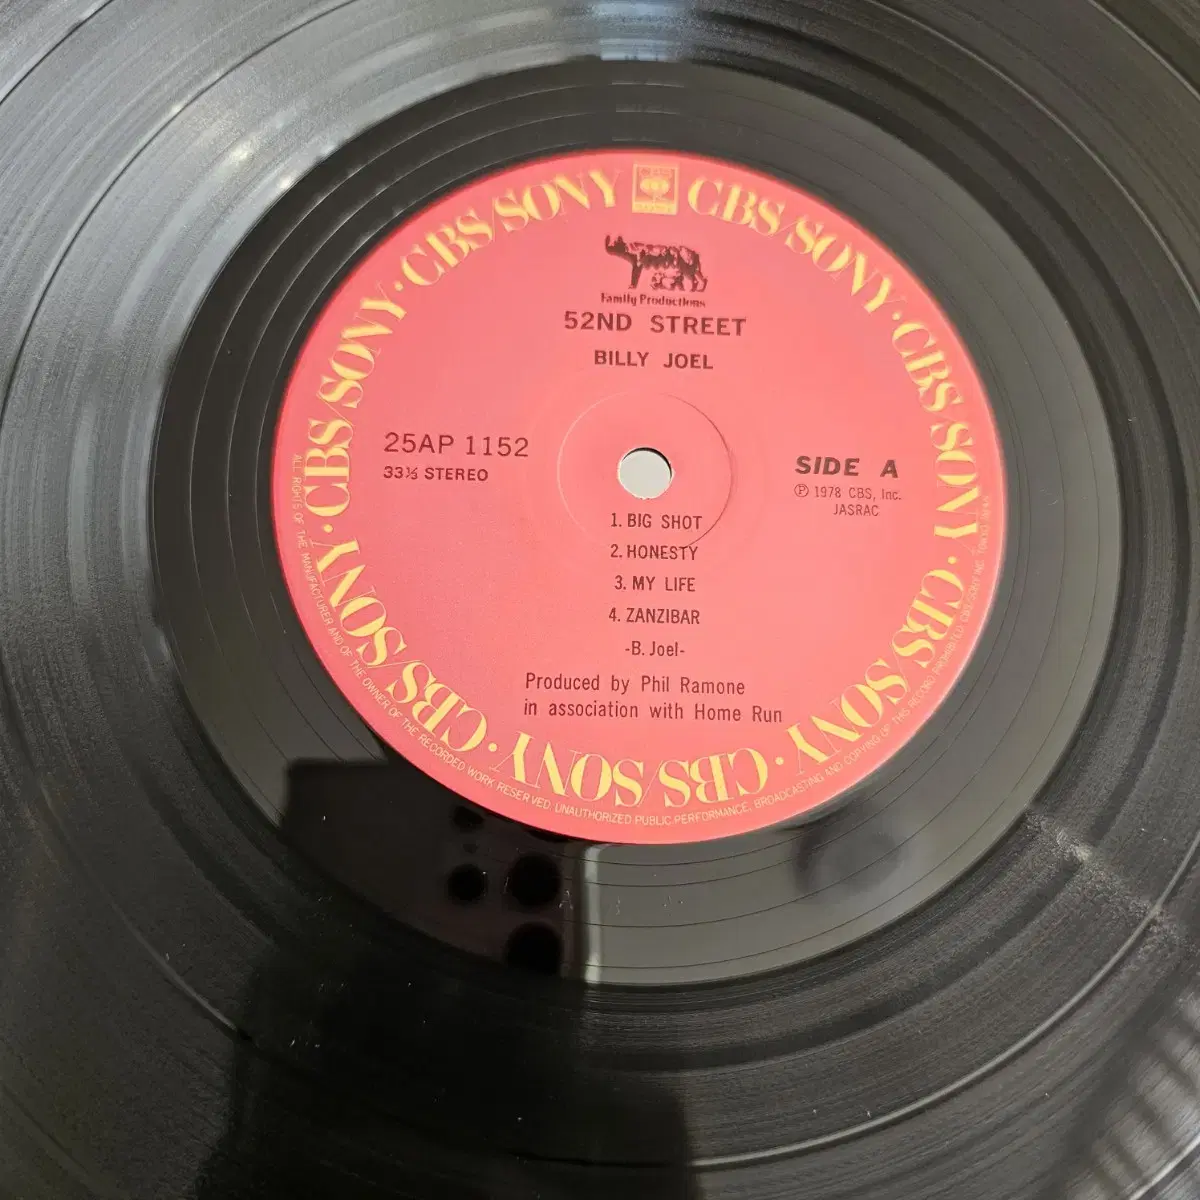 CBS/SONY · CBS/SONY · CBS/SONY · CBS/SONY · CBS/SONY · CBS/SONY · CBS/SONY · CBS/SONY
Family Productions
52ND STREET
BILLY JOEL
25AP 1152
33⅓ STEREO
SIDE A
Ⓟ 1978 CBS, Inc.
JASRAC
1. BIG SHOT
2. HONESTY
3. MY LIFE
4. ZANZIBAR
-B. Joel-
Produced by Phil Ramone
in association with Home Run
ALL RIGHTS OF THE MANUFACTURER AND OF THE OWNER OF THE RECORDED WORK RESERVED. UNAUTHORIZED PUBLIC PERFORMANCE, BROADCASTING AND COPYING OF THIS RECORD PROHIBITED. CBS/SONY INC. TOKYO JAPAN